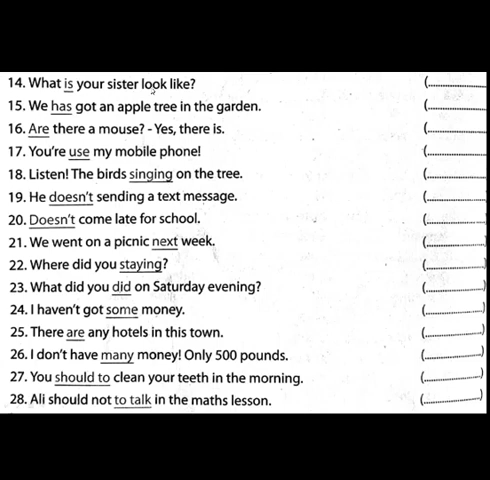 14. What is your sister look like? (....................
15. We has got an apple tree in the garden. (....................
16. Are there a mouse? - Yes, there is. (....................
17. You're use my mobile phone! (....................
18. Listen! The birds singing on the tree. (....................
19. He doesn't sending a text message. (....................
20. Doesn't come late for school. (....................
21. We went on a picnic next week. (....................
22. Where did you staying? (....................)
23. What did you did on Saturday evening? (....................)
24. I haven't got some money. (....................)
25. There are any hotels in this town. (....................)
26. I don't have many money! Only 500 pounds. (....................)
27. You should to clean your teeth in the morning. (....................)
28. Ali should not to talk in the maths lesson. (....................)